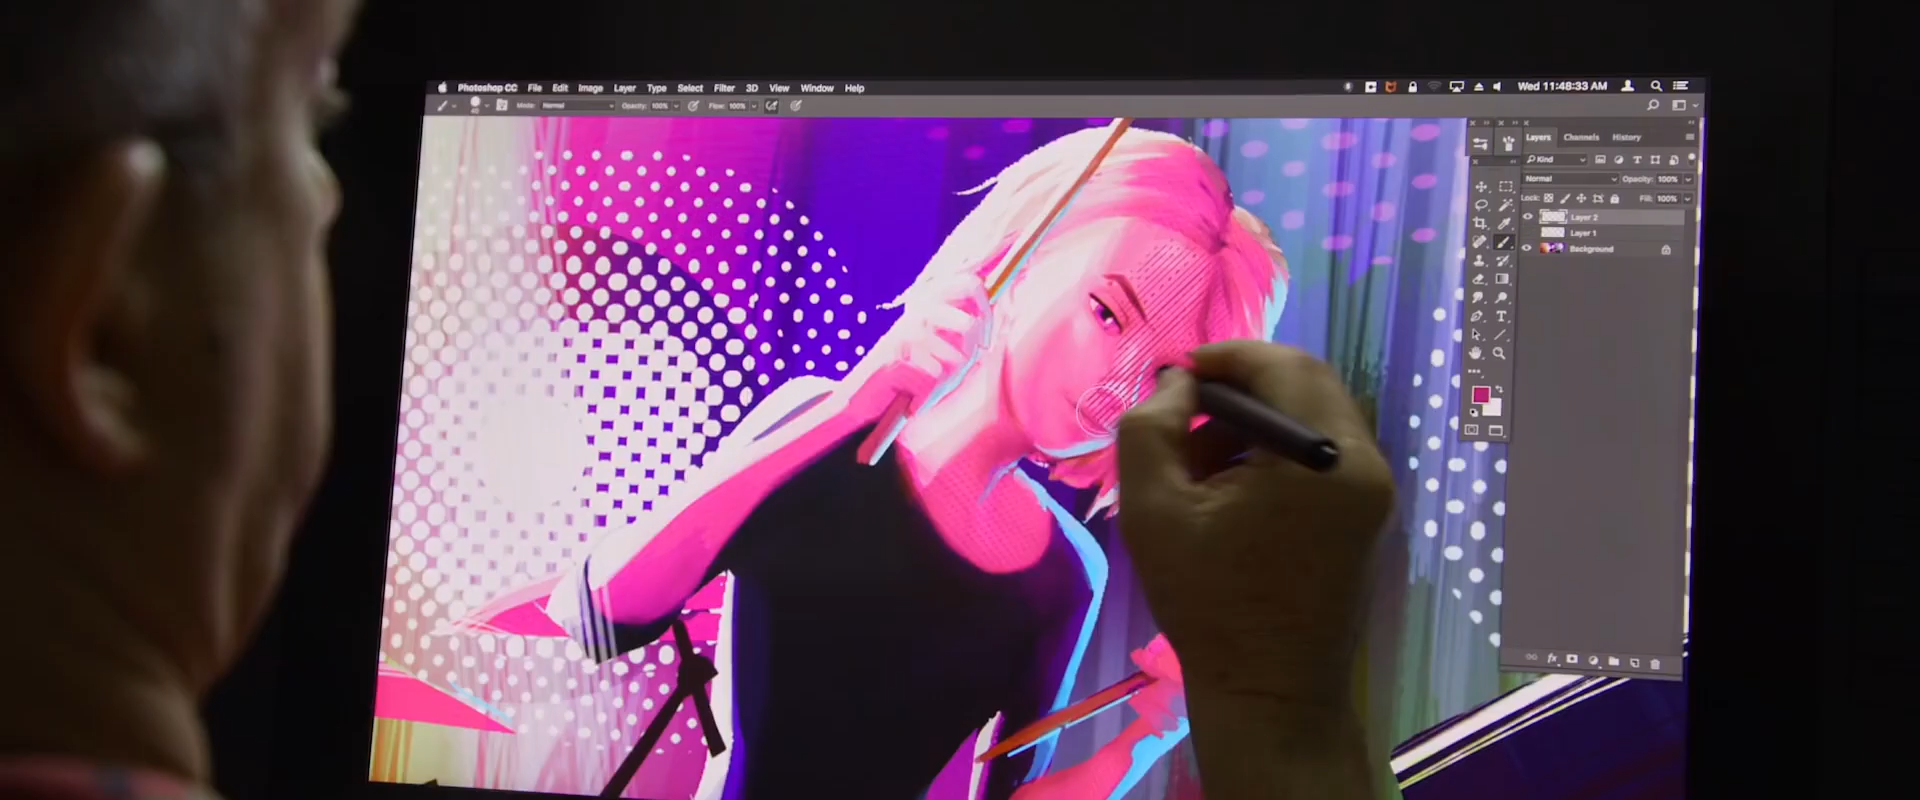 Photoshop CC File Edit Image Layer Type Select Filter 3D View Window Help Wed 11:48:33 AM
Mode: Normal Opacity: 100% Flow: 100%
Layers Channels History
Kind
Normal Opacity: 100%
Lock: Fill: 100%
Layer 2
Layer 1
Background